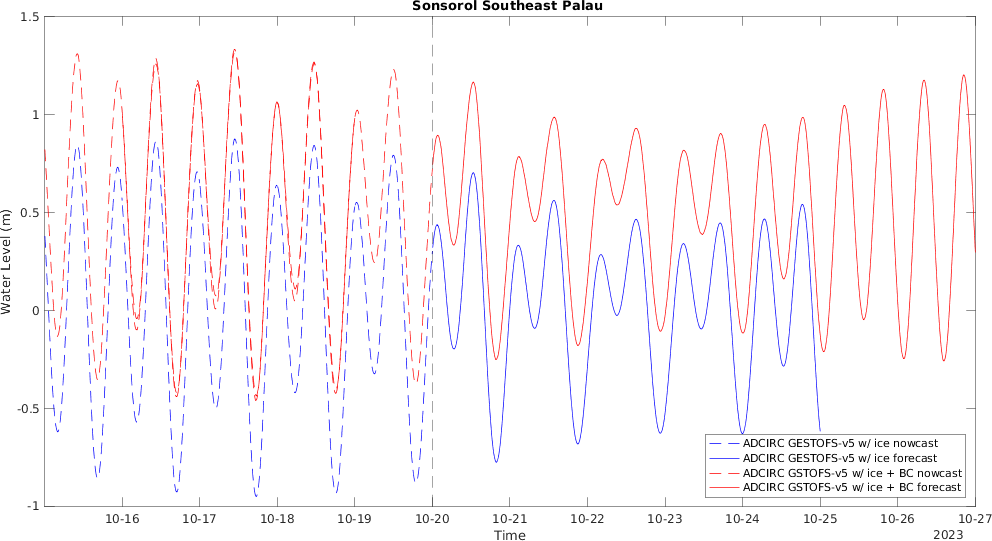 Sonsorol Southeast Palau
1.5
1
0.5
0
-0.5
-1
Water Level (m)
10-16
10-17
10-18
10-19
10-20
10-21
10-22
10-23
10-24
10-25
10-26
10-27
Time
2023
ADCIRC GESTOFS-v5 w/ ice nowcast
ADCIRC GESTOFS-v5 w/ ice forecast
ADCIRC GSTOFS-v5 w/ ice + BC nowcast
ADCIRC GSTOFS-v5 w/ ice + BC forecast